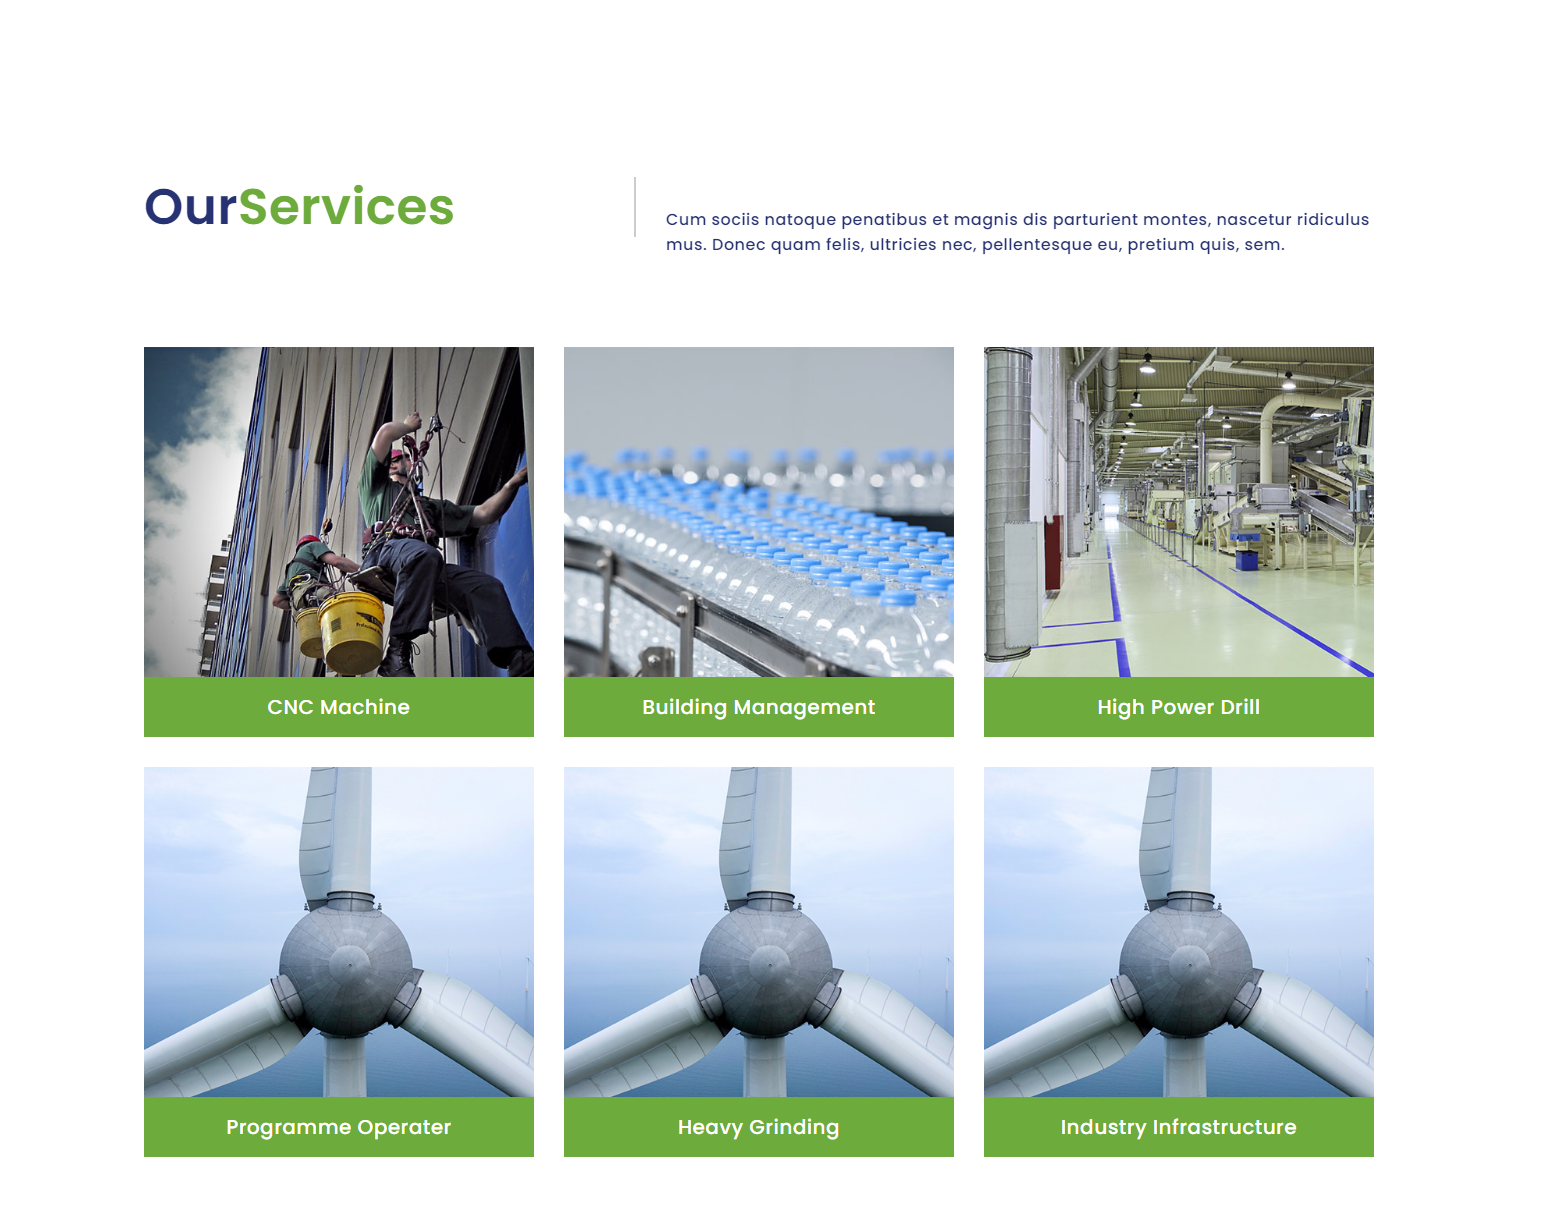 OurServices
Cum sociis natoque penatibus et magnis dis parturient montes, nascetur ridiculus
mus. Donec quam felis, ultricies nec, pellentesque eu, pretium quis, sem.
CNC Machine
Building Management
High Power Drill
Programme Operater
Heavy Grinding
Industry Infrastructure